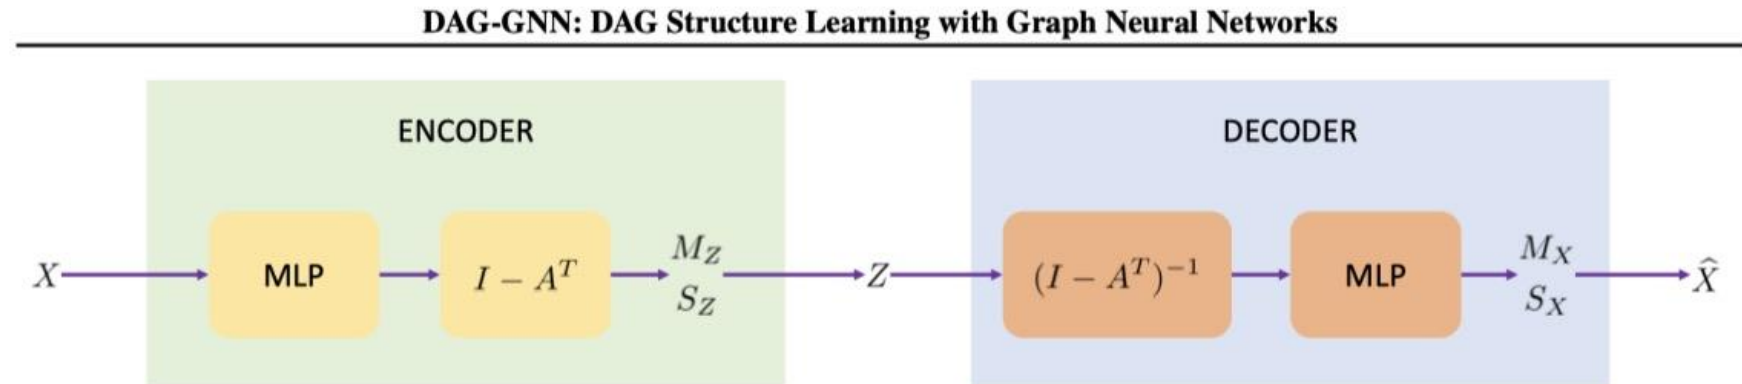 DAG-GNN: DAG Structure Learning with Graph Neural Networks
ENCODER DECODER
X MLP I − A^T M_Z S_Z Z (I − A^T)^{−1} MLP M_X S_X X̂